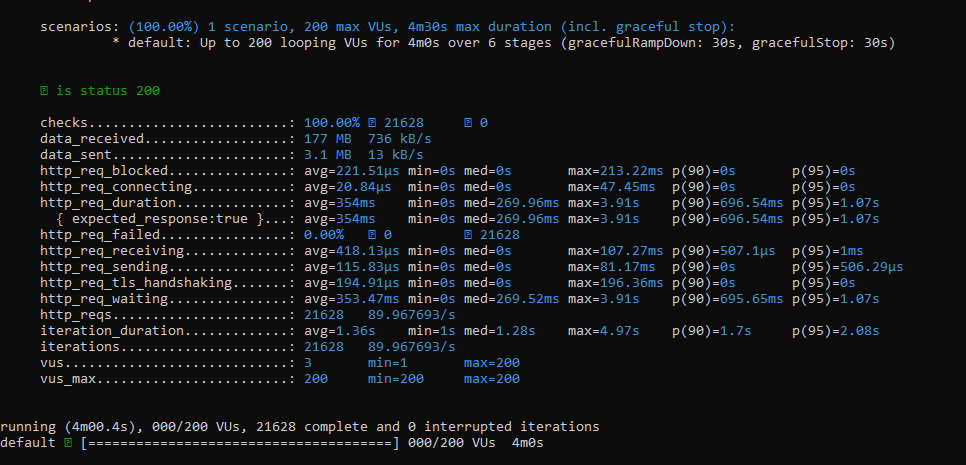 scenarios: (100.00%) 1 scenario, 200 max VUs, 4m30s max duration (incl. graceful stop):
* default: Up to 200 looping VUs for 4m0s over 6 stages (gracefulRampDown: 30s, gracefulStop: 30s)
is status 200
checks.........................: 100.00% 21628 0
data_received..................: 177 MB 736 kB/s
data_sent......................: 3.1 MB 13 kB/s
http_req_blocked...............: avg=221.51µs min=0s med=0s max=213.22ms p(90)=0s p(95)=0s
http_req_connecting............: avg=20.84µs min=0s med=0s max=47.45ms p(90)=0s p(95)=0s
http_req_duration..............: avg=354ms min=0s med=269.96ms max=3.91s p(90)=696.54ms p(95)=1.07s
{ expected_response:true }...: avg=354ms min=0s med=269.96ms max=3.91s p(90)=696.54ms p(95)=1.07s
http_req_failed................: 0.00% 0 21628
http_req_receiving.............: avg=418.13µs min=0s med=0s max=107.27ms p(90)=507.1µs p(95)=1ms
http_req_sending...............: avg=115.83µs min=0s med=0s max=81.17ms p(90)=0s p(95)=506.29µs
http_req_tls_handshaking.......: avg=194.91µs min=0s med=0s max=196.36ms p(90)=0s p(95)=0s
http_req_waiting...............: avg=353.47ms min=0s med=269.52ms max=3.91s p(90)=695.65ms p(95)=1.07s
http_reqs......................: 21628 89.967693/s
iteration_duration.............: avg=1.36s min=1s med=1.28s max=4.97s p(90)=1.7s p(95)=2.08s
iterations.....................: 21628 89.967693/s
vus............................: 3 min=1 max=200
vus_max........................: 200 min=200 max=200
running (4m00.4s), 000/200 VUs, 21628 complete and 0 interrupted iterations
default [======================================] 000/200 VUs 4m0s